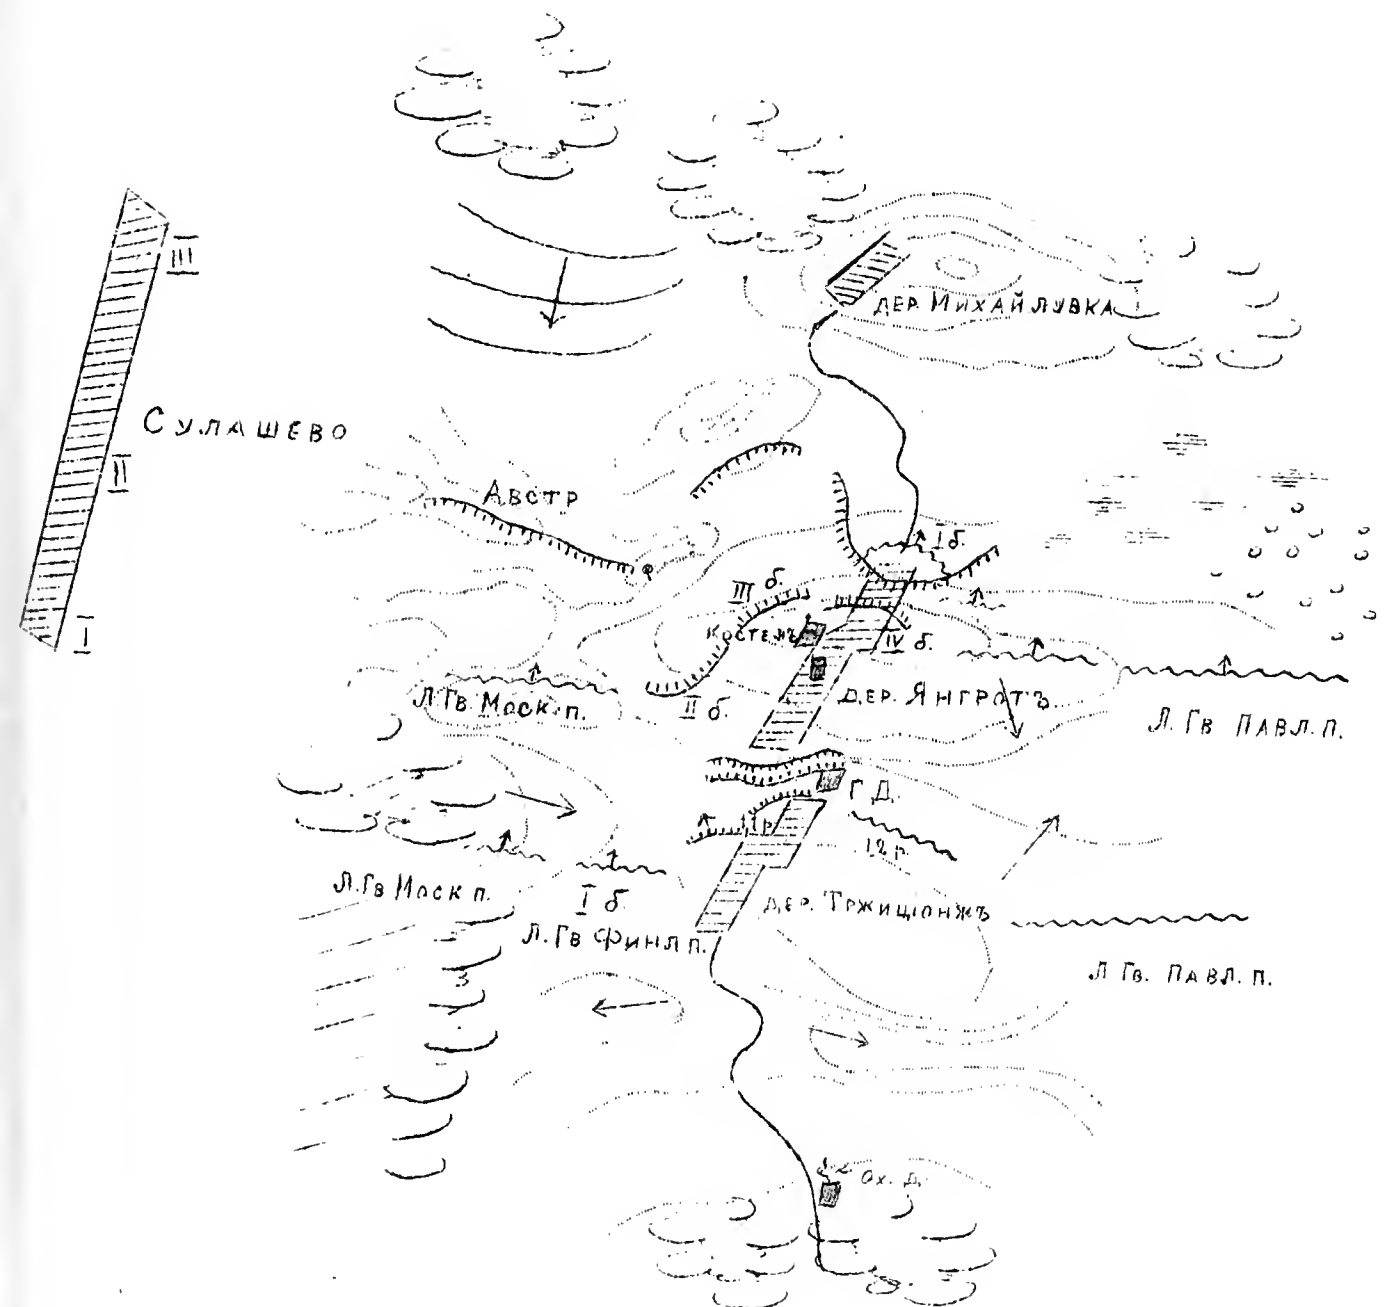 III
дер. Михайлувка
Сулашево
II
Австр
I б.
III б.
Костелъ
IV б.
I
Л Гв. Моск. п.
II б.
дер. Янгротъ
Л. Гв Павл. п.
Г. Д.
12 р.
Л. Гв Моск п.
I б.
Л. Гв Финл п.
дер. Тржицiонжъ
Л Гв. Павл. п.
Ох. д.